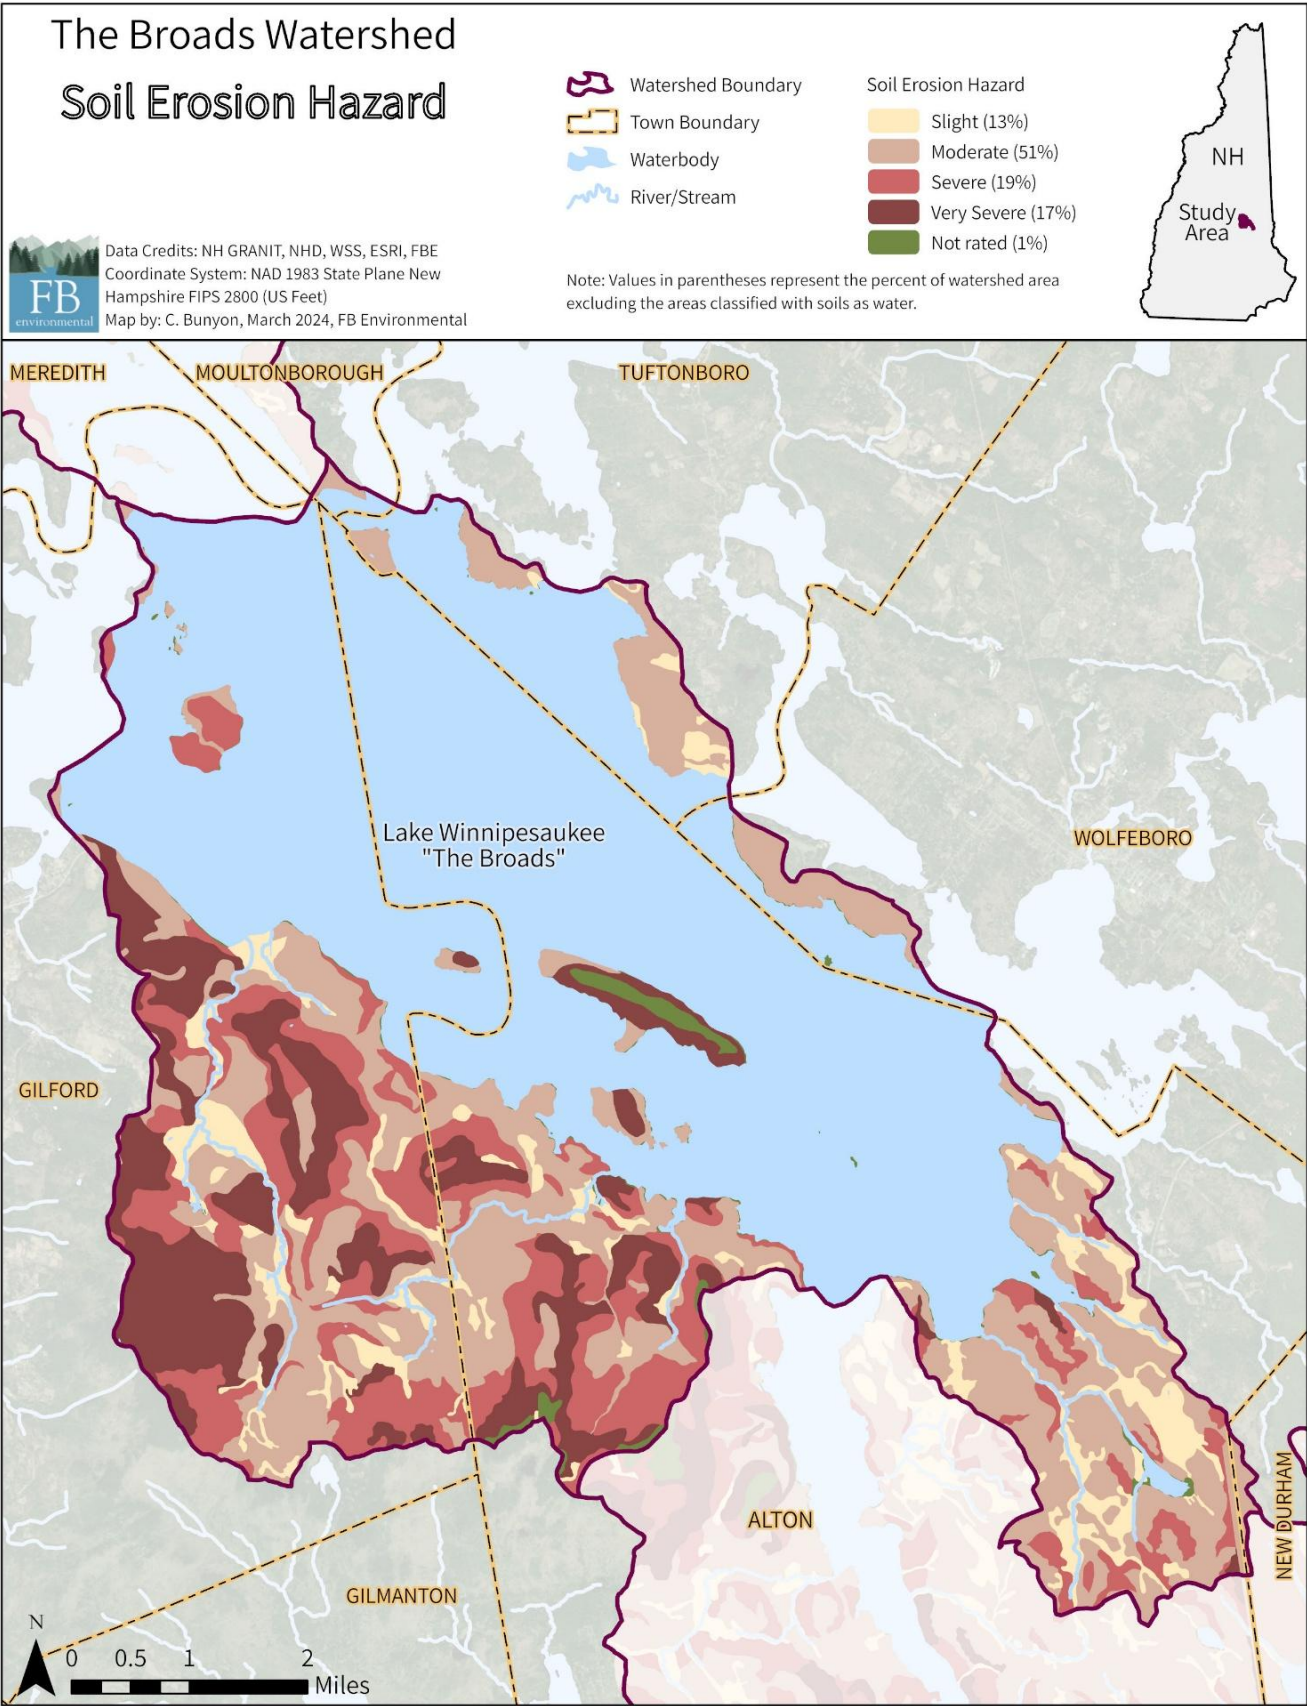 The Broads Watershed
Soil Erosion Hazard
Watershed Boundary
Town Boundary
Waterbody
River/Stream
Soil Erosion Hazard
Slight (13%)
Moderate (51%)
Severe (19%)
Very Severe (17%)
Not rated (1%)
NH
Study
Area
FB
environmental
Data Credits: NH GRANIT, NHD, WSS, ESRI, FBE
Coordinate System: NAD 1983 State Plane New
Hampshire FIPS 2800 (US Feet)
Map by: C. Bunyon, March 2024, FB Environmental
Note: Values in parentheses represent the percent of watershed area
excluding the areas classified with soils as water.
MEREDITH
MOULTONBOROUGH
TUFTONBORO
Lake Winnipesaukee
"The Broads"
WOLFEBORO
GILFORD
ALTON
NEW DURHAM
GILMANTON
N
0 0.5 1 2
Miles